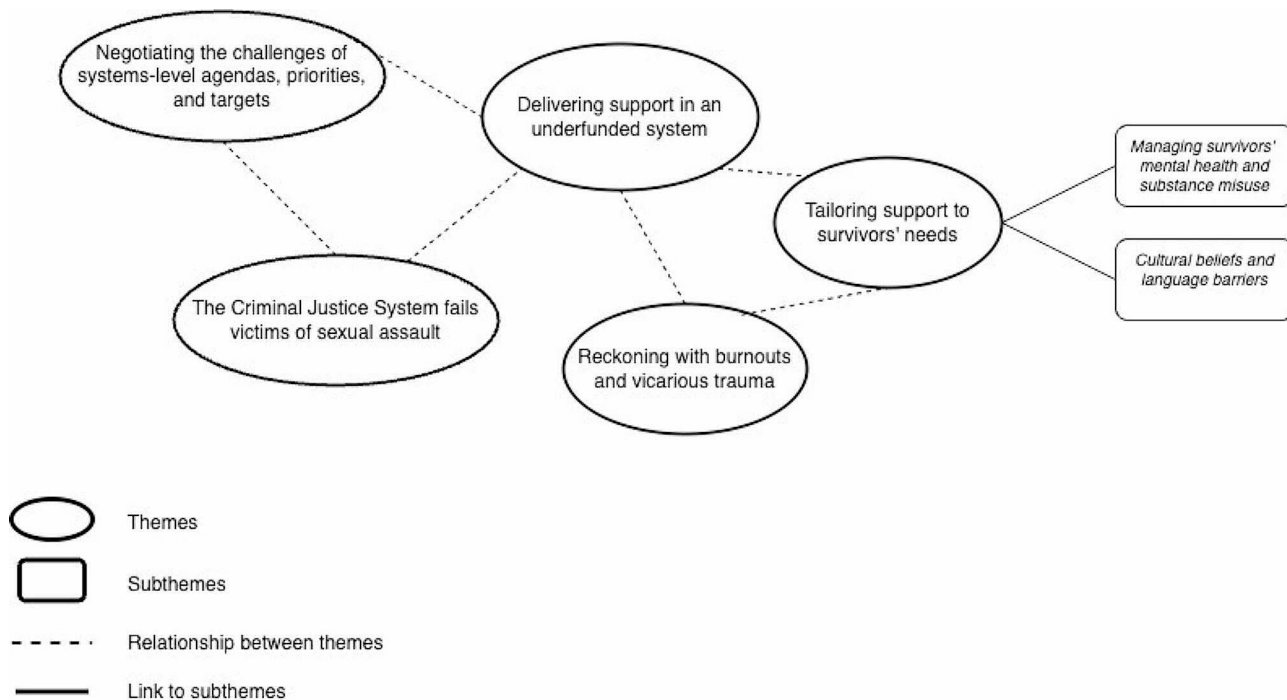 Negotiating the challenges of
systems-level agendas, priorities,
and targets
Delivering support in an
underfunded system
Managing survivors'
mental health and
substance misuse
Tailoring support to
survivors' needs
Cultural beliefs and
language barriers
The Criminal Justice System fails
victims of sexual assault
Reckoning with burnouts
and vicarious trauma
Themes
Subthemes
Relationship between themes
Link to subthemes